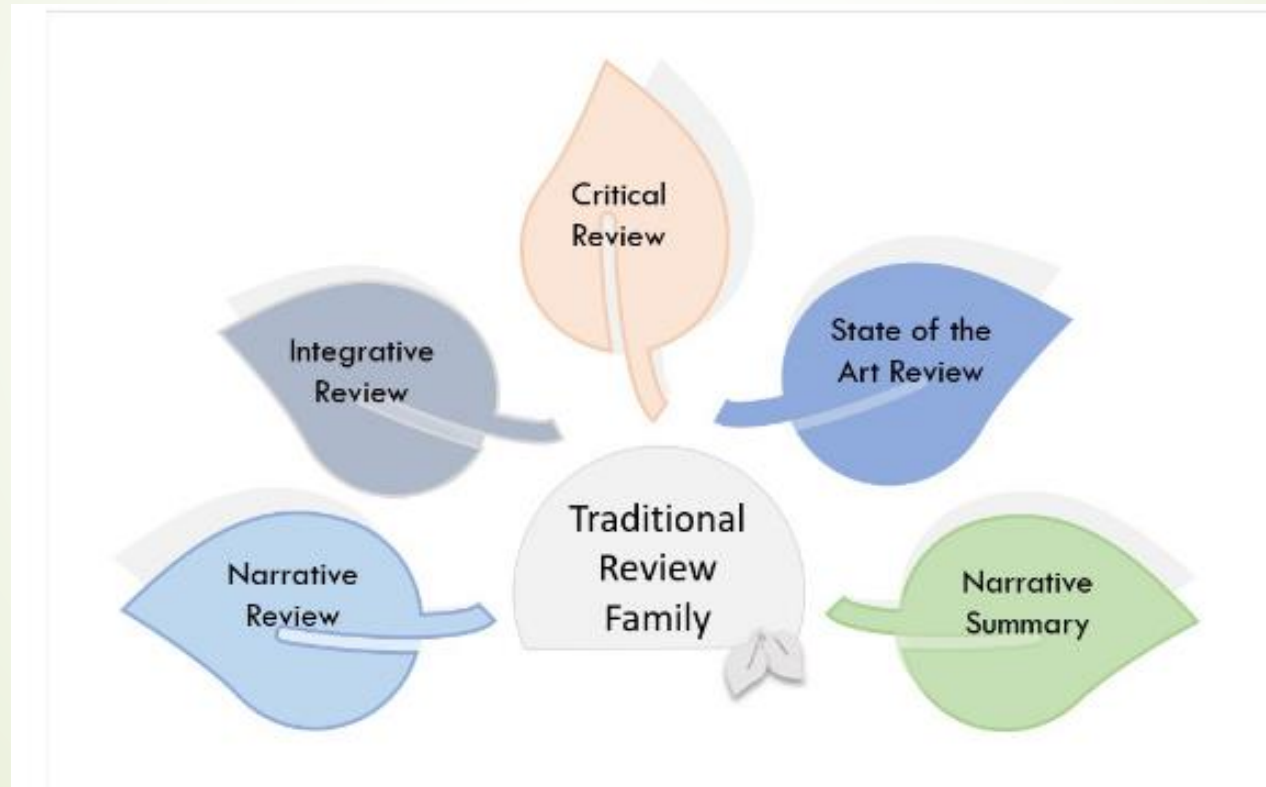 Critical
Review
Integrative
Review
State of the
Art Review
Narrative
Review
Traditional
Review
Family
Narrative
Summary